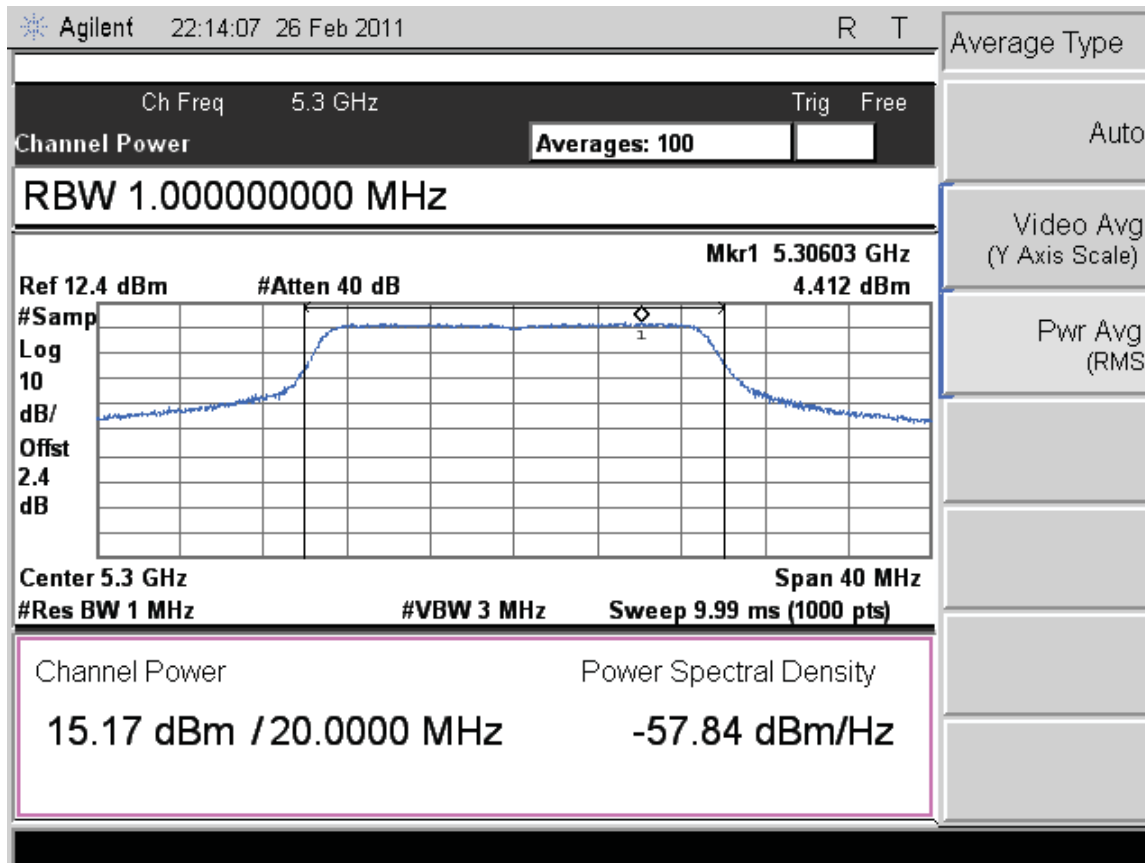 Agilent 22:14:07 26 Feb 2011 R T
Average Type
Ch Freq 5.3 GHz Trig Free
Channel Power Averages: 100
Auto
RBW 1.000000000 MHz
Video Avg
(Y Axis Scale)
Mkr1 5.30603 GHz
Ref 12.4 dBm #Atten 40 dB 4.412 dBm
#Samp
Log
10
dB/
Offst
2.4
dB
1
Pwr Avg
(RMS
Center 5.3 GHz Span 40 MHz
#Res BW 1 MHz #VBW 3 MHz Sweep 9.99 ms (1000 pts)
Channel Power Power Spectral Density
15.17 dBm / 20.0000 MHz -57.84 dBm/Hz